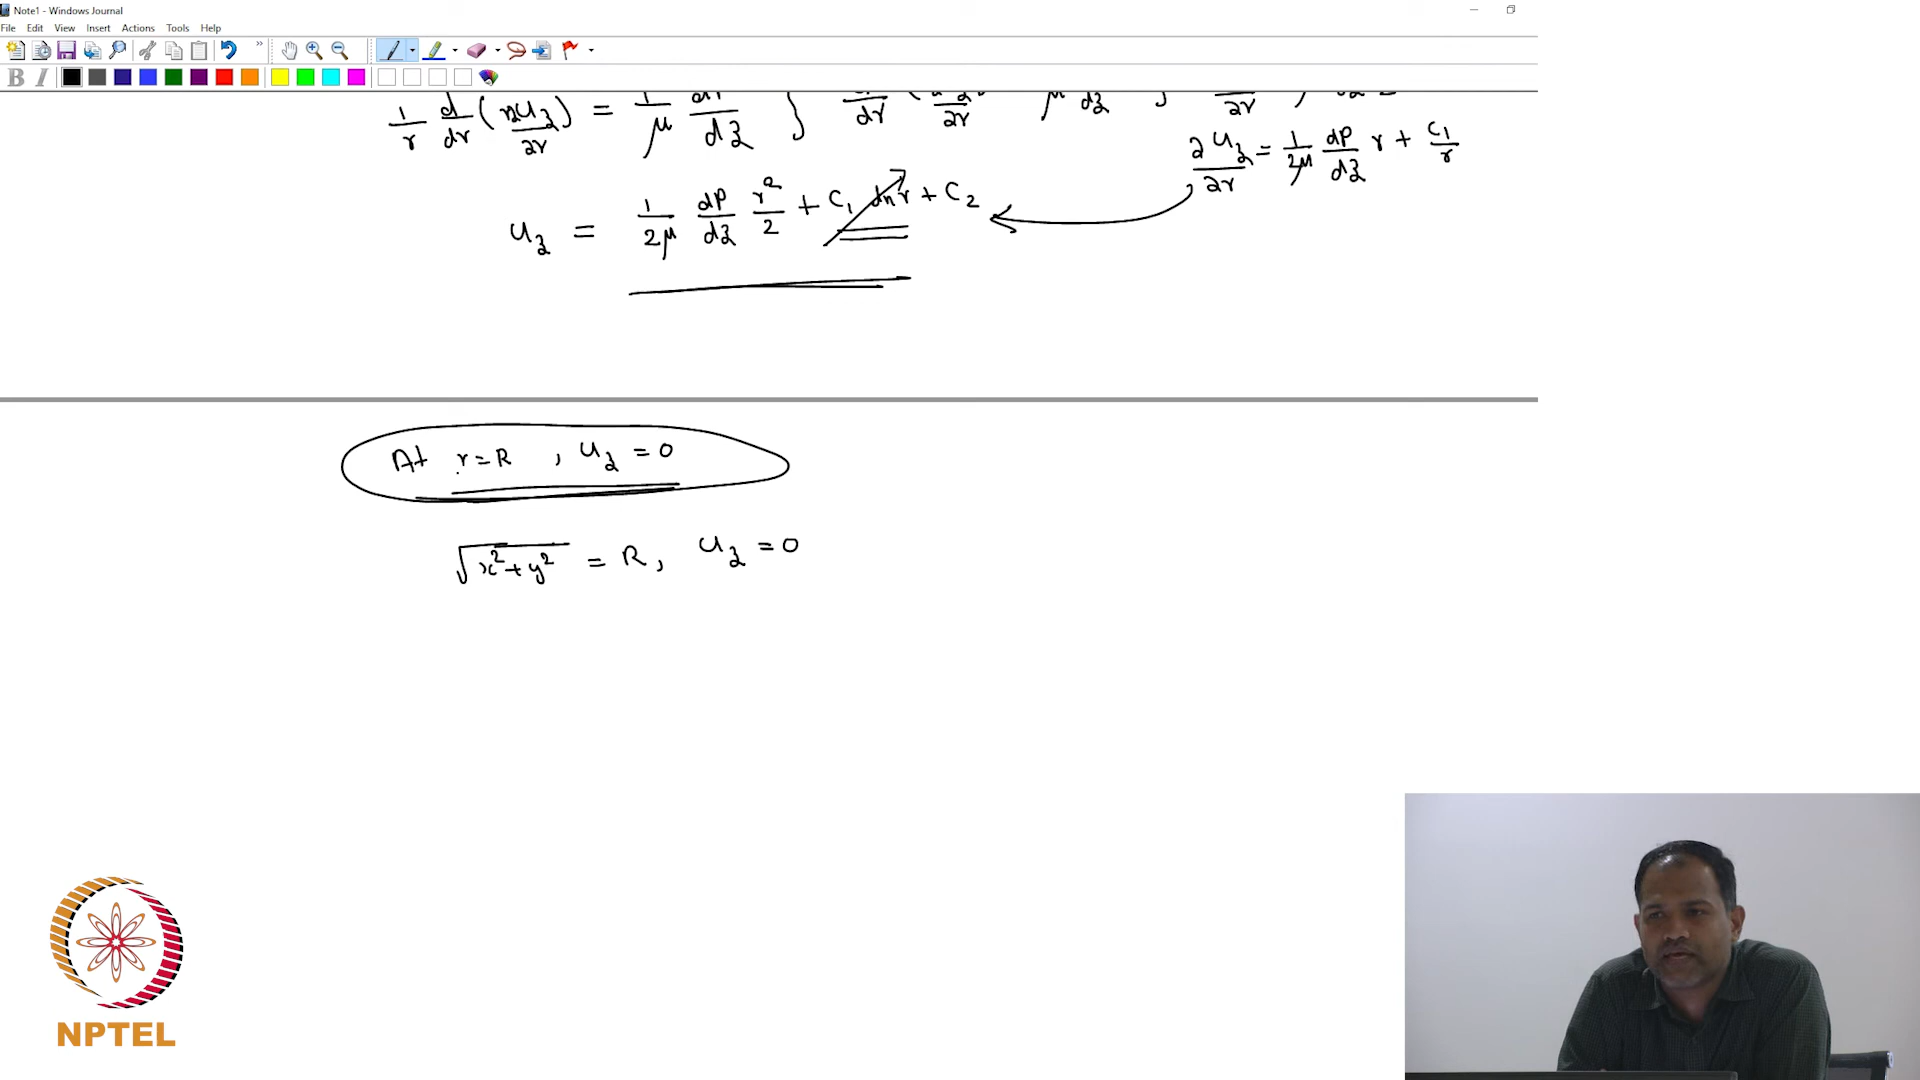 Note1 - Windows Journal
File Edit View Insert Actions Tools Help
B I
1/r d/dr (r∂u_z/∂r) = 1/μ dP/dz }
∂u_z/∂r = 1/2μ dP/dz r + C1/r
u_z = 1/2μ dP/dz r²/2 + C1 ln r + C2
At r = R , u_z = 0
√x²+y² = R, u_z = 0
NPTEL